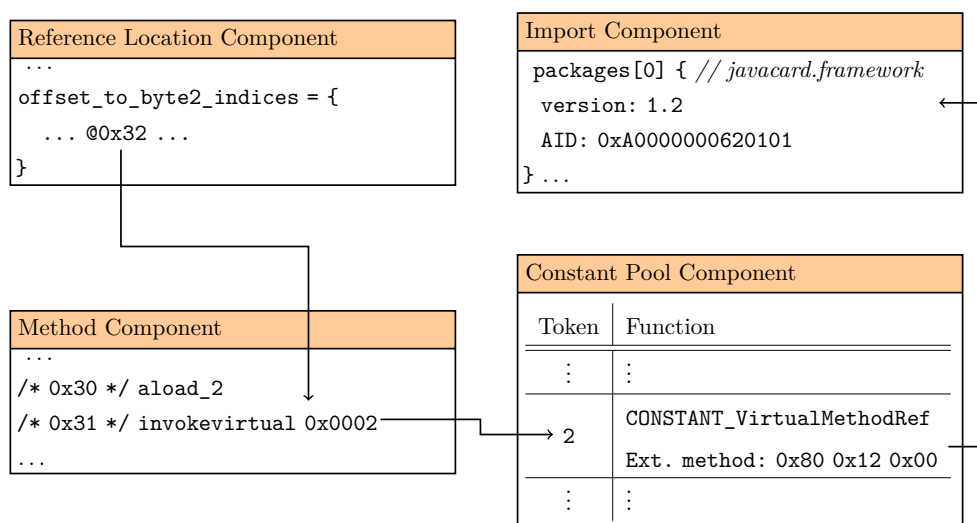 Reference Location Component
...
offset_to_byte2_indices = {
... @0x32 ...
}
Import Component
packages[0] { // javacard.framework
version: 1.2
AID: 0xA0000000620101
} ...
Method Component
...
/* 0x30 */ aload_2
/* 0x31 */ invokevirtual 0x0002
...
Constant Pool Component
Token Function
⋮ ⋮
2 CONSTANT_VirtualMethodRef
Ext. method: 0x80 0x12 0x00
⋮ ⋮